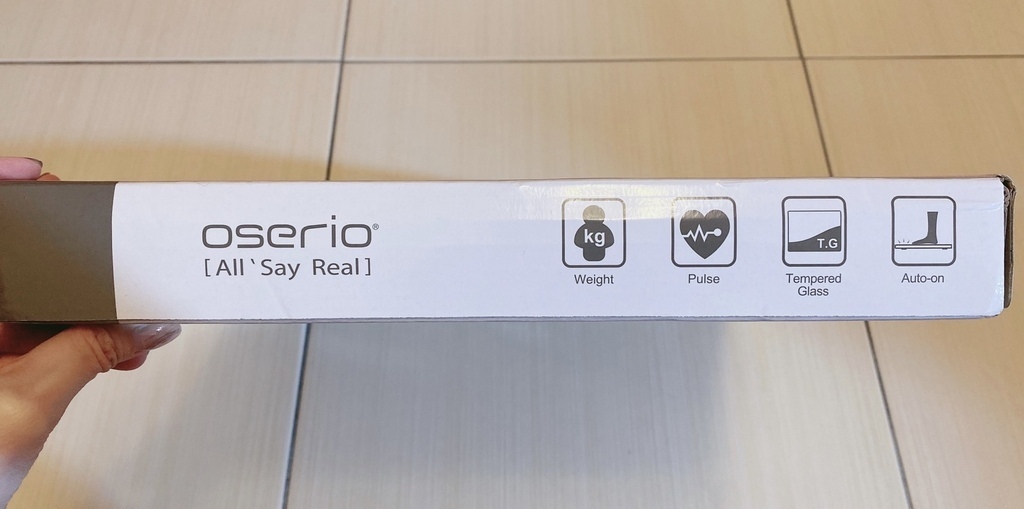 oserio®
[All'Say Real]
kg
T.G
Weight
Pulse
Tempered
Glass
Auto-on